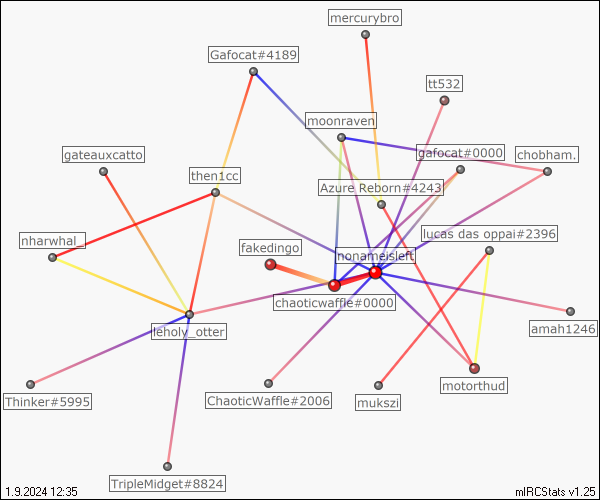 mercurybro
Gafocat#4189
tt532
moonraven
gafocat#0000
gateauxcatto
chobham.
then1cc
Azure Reborn#4243
nharwhal_
lucas das oppai#2396
fakedingo
nonameisleft
chaoticwaffle#0000
leholy_otter
amah1246
motorthud
Thinker#5995
ChaoticWaffle#2006
mukszi
TripleMidget#8824
1.9.2024 12:35
mIRCStats v1.25